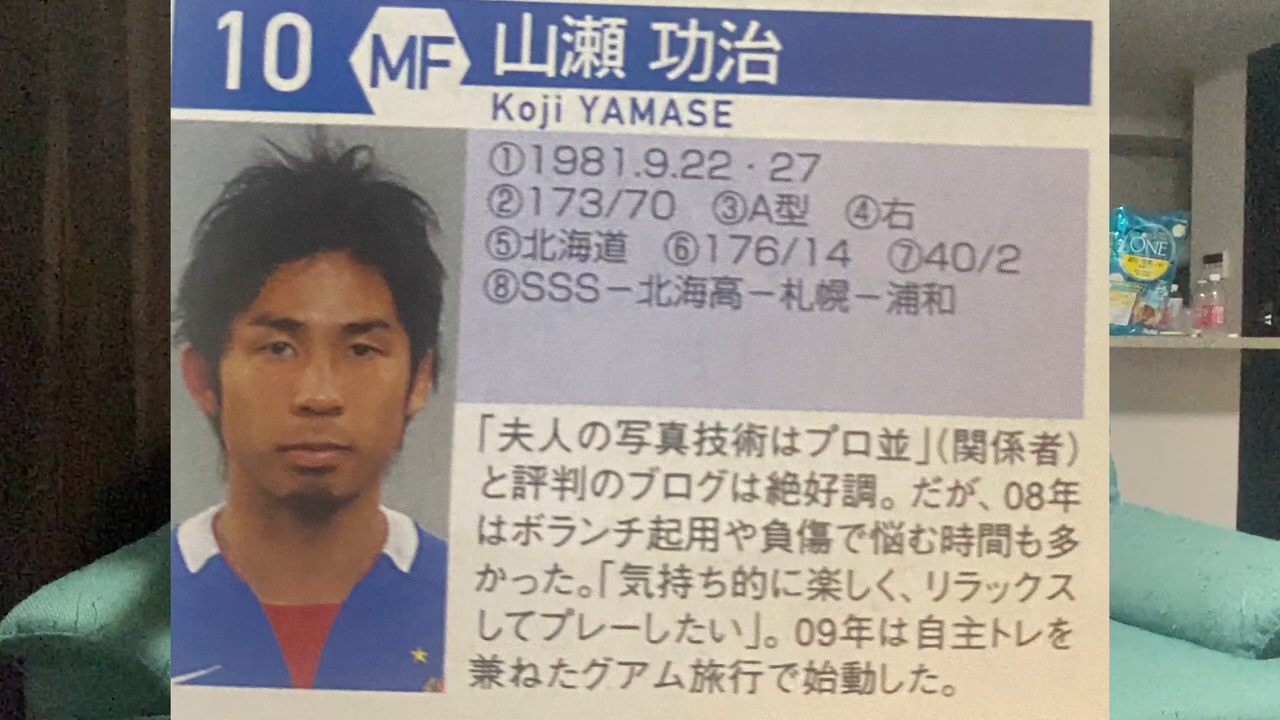 10 MF 山瀬 功治
Koji YAMASE
①1981.9.22・27
②173/70 ③A型 ④右
⑤北海道 ⑥176/14 ⑦40/2
⑧SSS－北海高－札幌－浦和
「夫人の写真技術はプロ並」(関係者)
と評判のブログは絶好調。だが、08年
はボランチ起用や負傷で悩む時間も多
かった。「気持ち的に楽しく、リラックス
してプレーしたい」。09年は自主トレを
兼ねたグアム旅行で始動した。
ONE